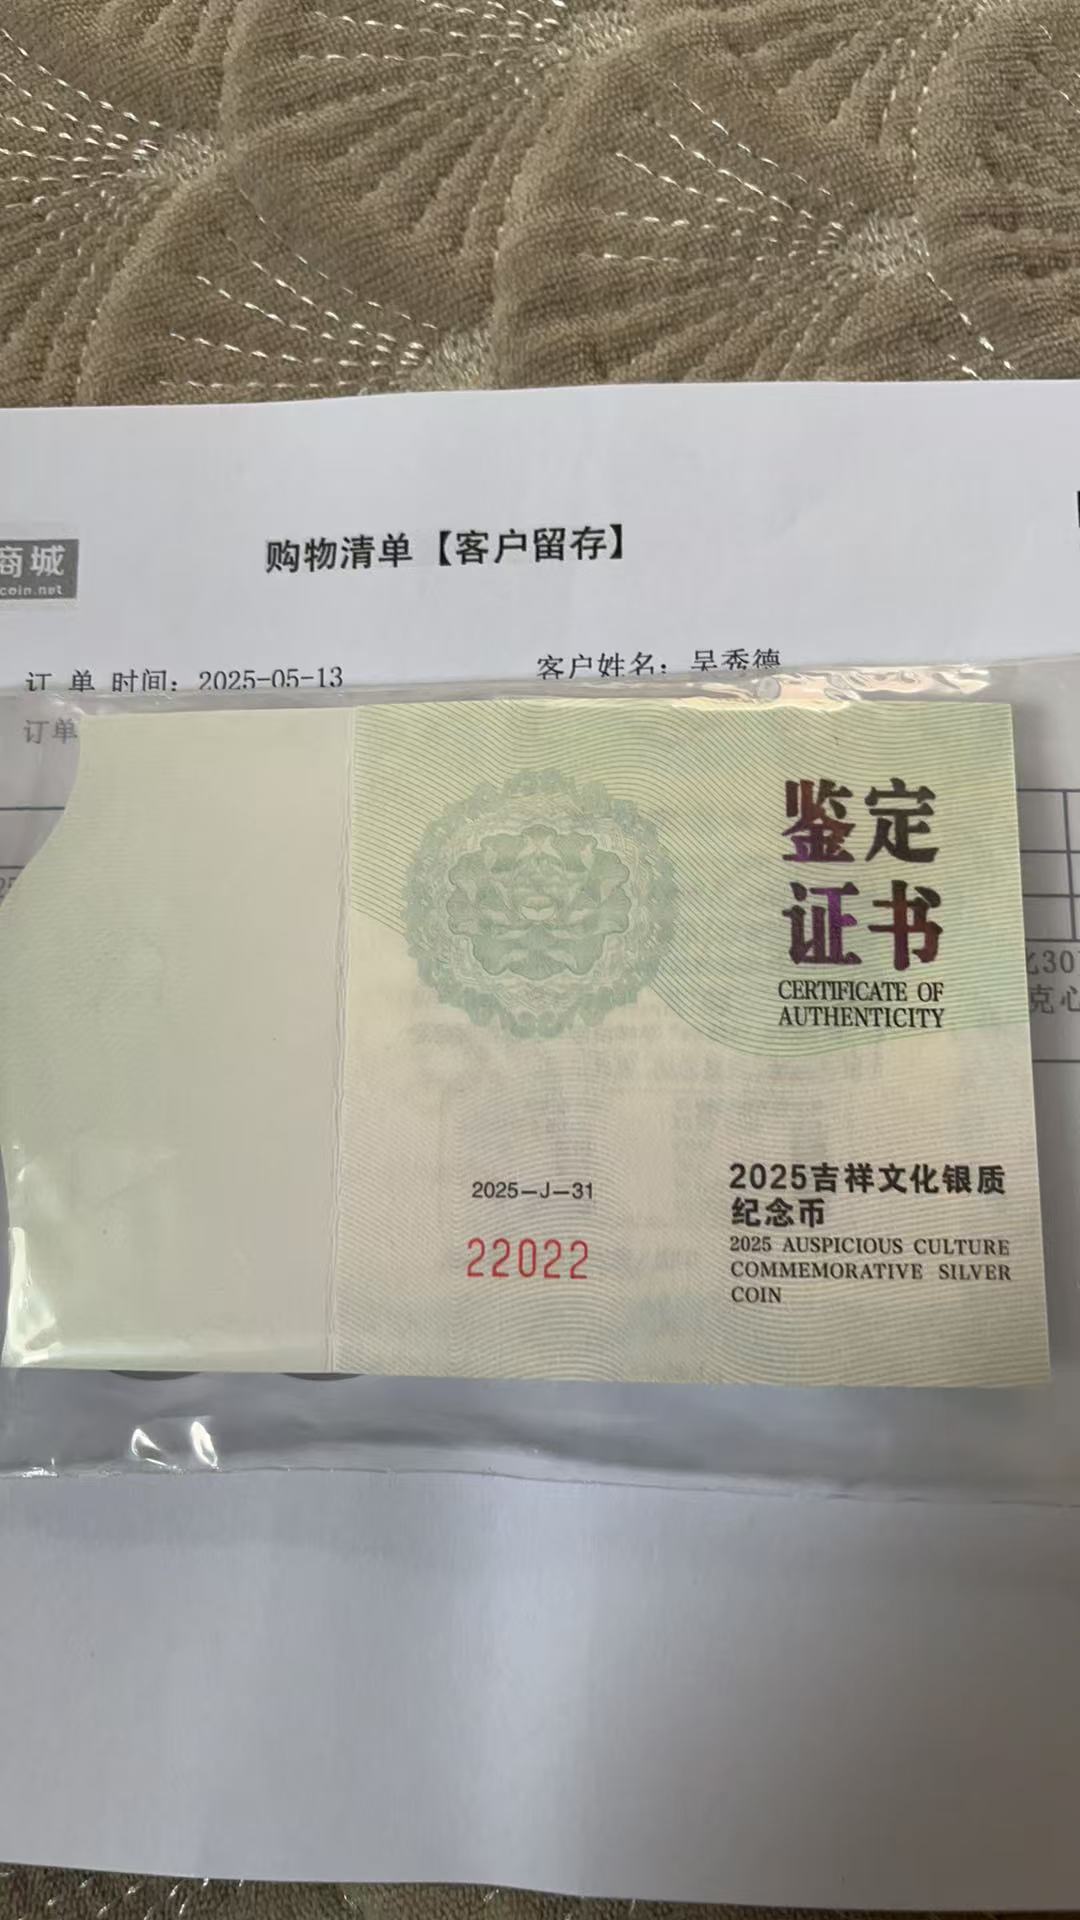 商城
coin.net
购物清单【客户留存】
订 单 时间: 2025-05-13
客户姓名: 吴秀德
订单
鉴定
证书
CERTIFICATE OF
AUTHENTICITY
2025-J-31
22022
2025吉祥文化银质
纪念币
2025 AUSPICIOUS CULTURE
COMMEMORATIVE SILVER
COIN
30
克心